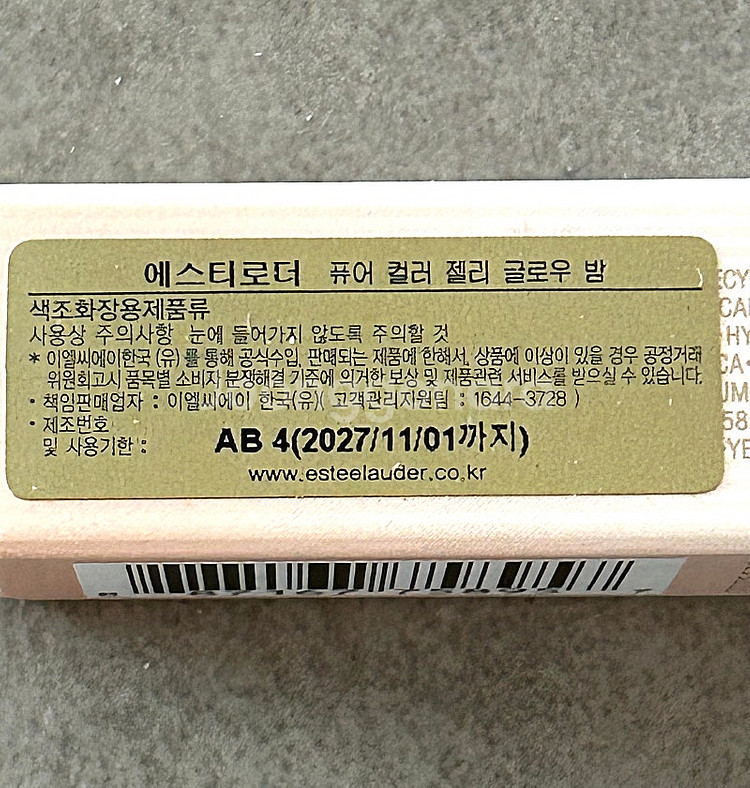 에스티로더 퓨어 컬러 젤리 글로우 밤
색조화장용제품류
사용상 주의사항 눈에 들어가지 않도록 주의할 것
* 이엘씨에이한국 (유) 를 통해 공식수입, 판매되는 제품에 한해서, 상품에 이상이 있을 경우 공정거래
위원회고시 품목별 소비자 분쟁해결 기준에 의거한 보상 및 제품관련 서비스를 받으실 수 있습니다.
· 책임판매업자 : 이엘씨에이 한국(유)( 고객관리지원팀 : 1644-3728 )
· 제조번호
및 사용기한 : AB 4(2027/11/01까지)
www.esteelauder.co.kr